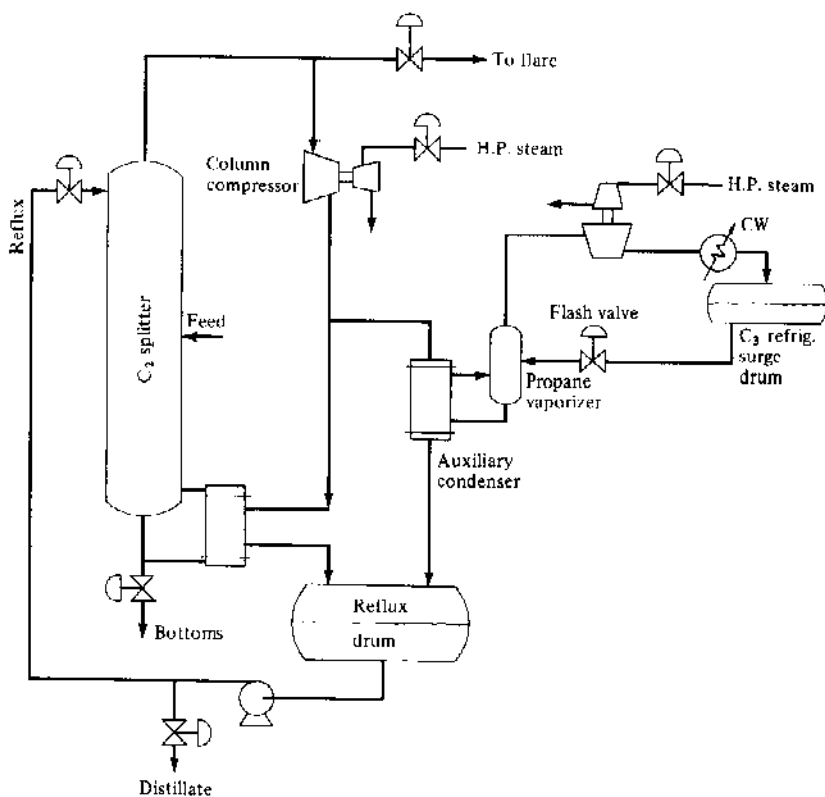 To flare
Column
compressor
H.P. steam
H.P. steam
CW
Reflux
C₂ splitter
Feed
Flash valve
C₃ refrig.
surge
drum
Propane
vaporizer
Auxiliary
condenser
Reflux
drum
Bottoms
Distillate